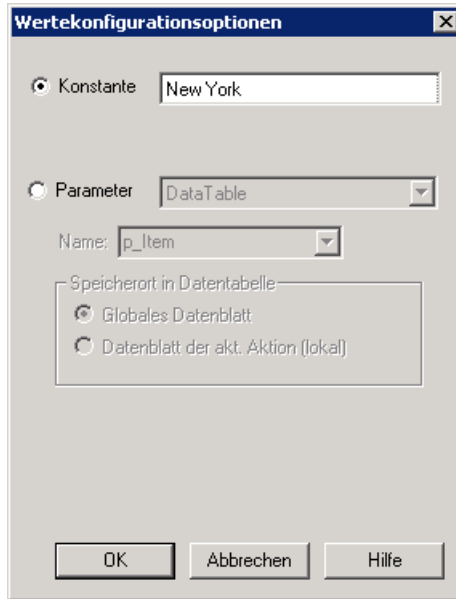 Wertekonfigurationsoptionen
Konstante New York
Parameter DataTable
Name: p_Item
Speicherort in Datentabelle
Globales Datenblatt
Datenblatt der akt. Aktion (lokal)
OK Abbrechen Hilfe